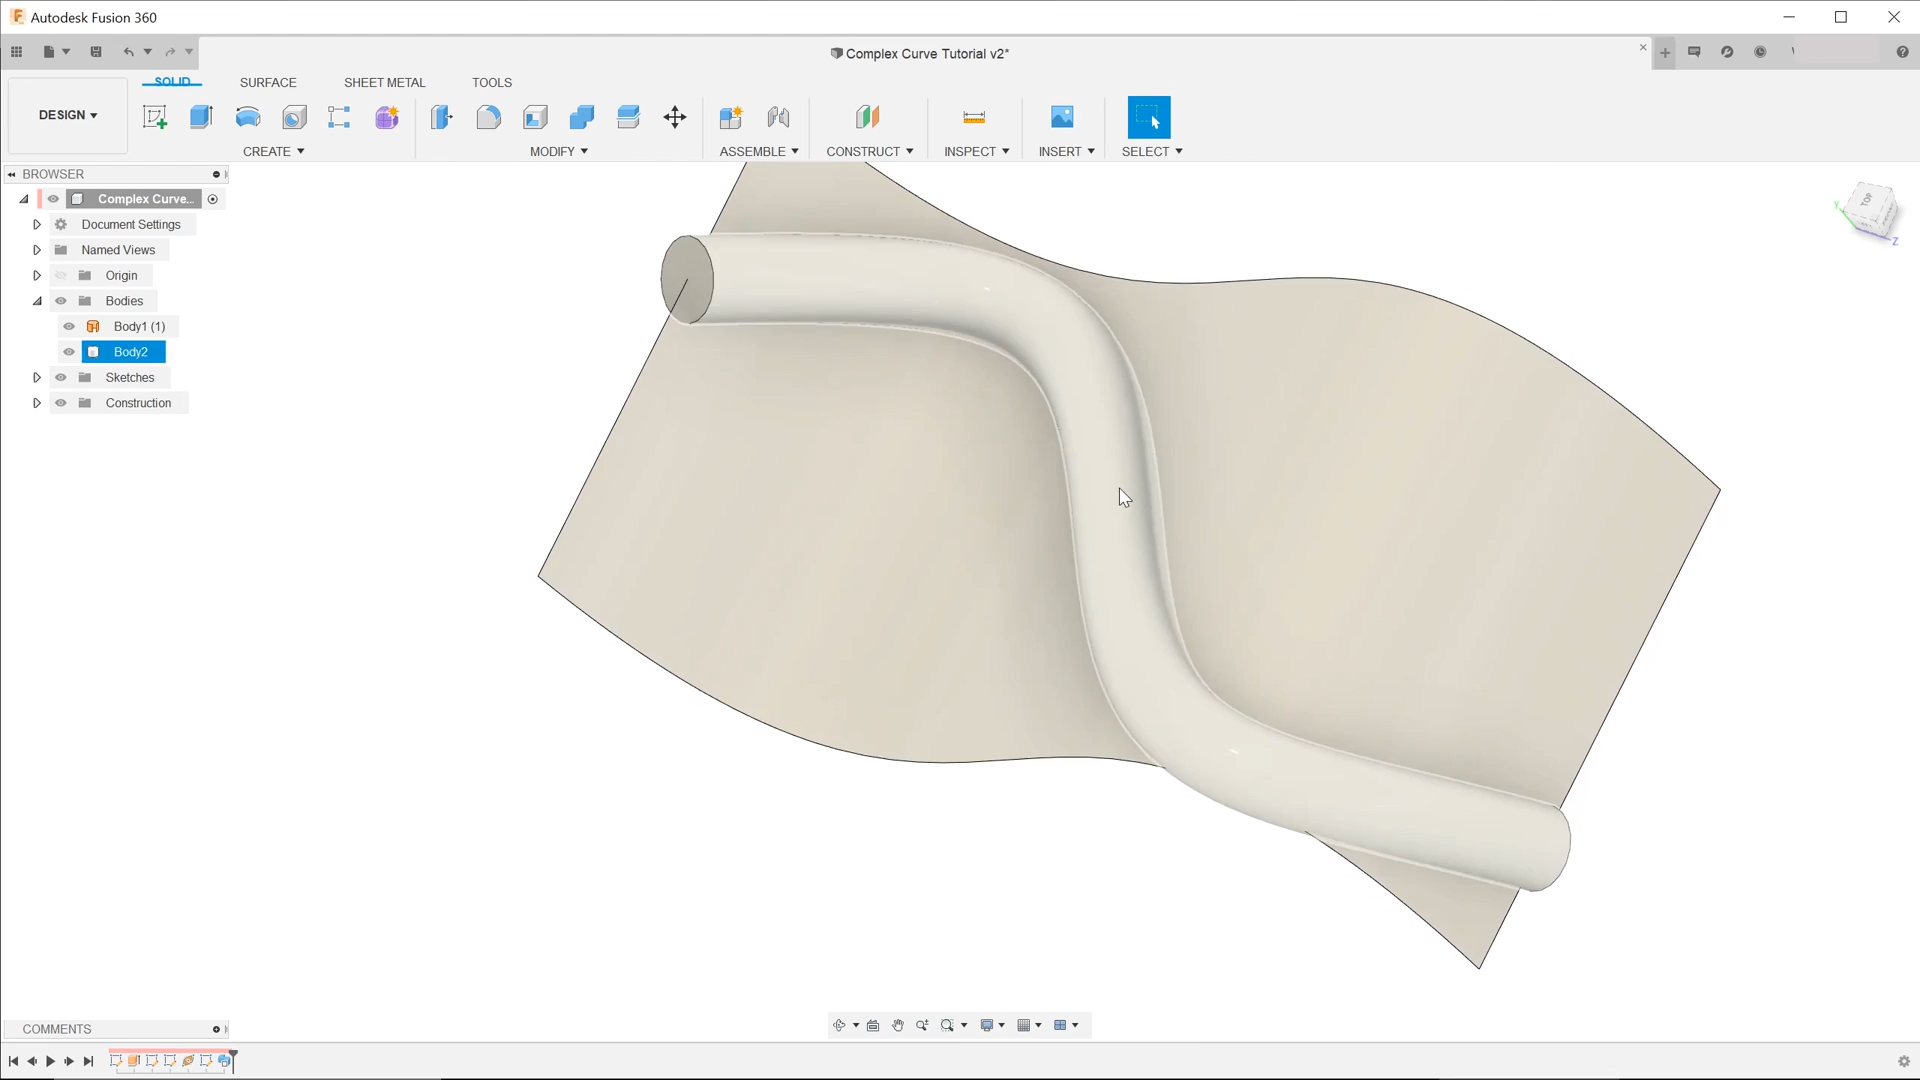 Autodesk Fusion 360
Complex Curve Tutorial v2*
SOLID SURFACE SHEET METAL TOOLS
DESIGN
CREATE MODIFY ASSEMBLE CONSTRUCT INSPECT INSERT SELECT
BROWSER
Complex Curve...
Document Settings
Named Views
Origin
Bodies
Body1 (1)
Body2
Sketches
Construction
TOP
Y
Z
COMMENTS